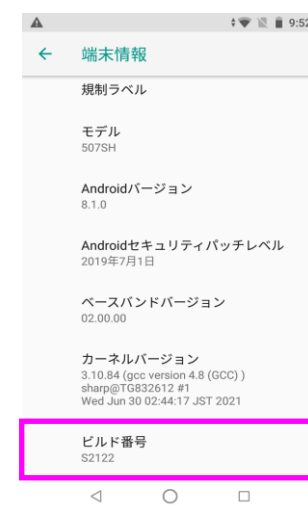 9:52
端末情報
規制ラベル
モデル
507SH
Androidバージョン
8.1.0
Androidセキュリティパッチレベル
2019年7月1日
ベースバンドバージョン
02.00.00
カーネルバージョン
3.10.84 (gcc version 4.8 (GCC) )
sharp@TG832612 #1
Wed Jun 30 02:44:17 JST 2021
ビルド番号
S2122